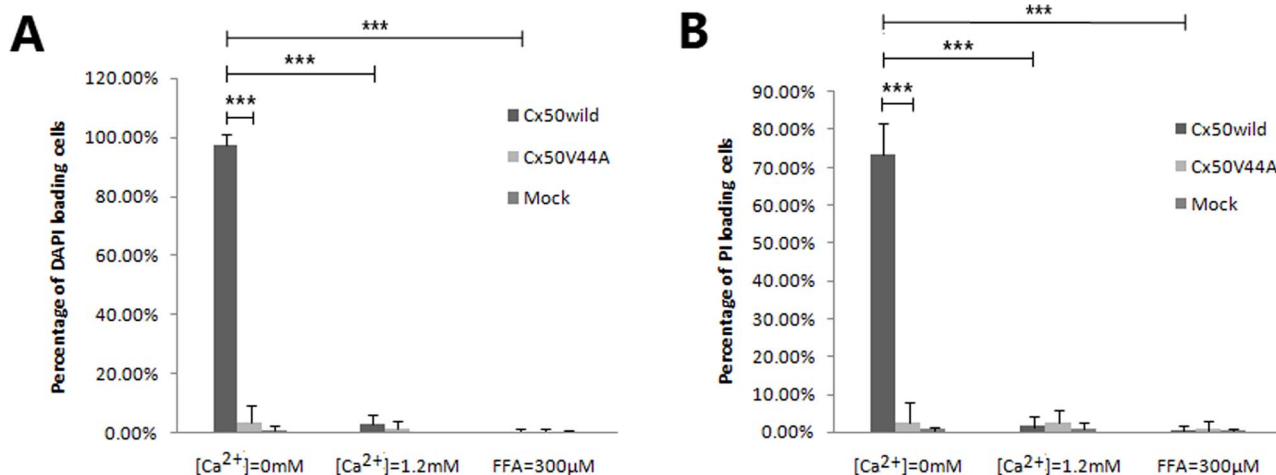 A
***
***
***
120.00%
100.00%
80.00%
60.00%
40.00%
20.00%
0.00%
Percentage of DAPI loading cells
Cx50wild
Cx50V44A
Mock
[Ca2+]=0mM
[Ca2+]=1.2mM
FFA=300μM
B
***
***
***
90.00%
80.00%
70.00%
60.00%
50.00%
40.00%
30.00%
20.00%
10.00%
0.00%
Percentage of PI loading cells
Cx50wild
Cx50V44A
Mock
[Ca2+]=0mM
[Ca2+]=1.2mM
FFA=300μM